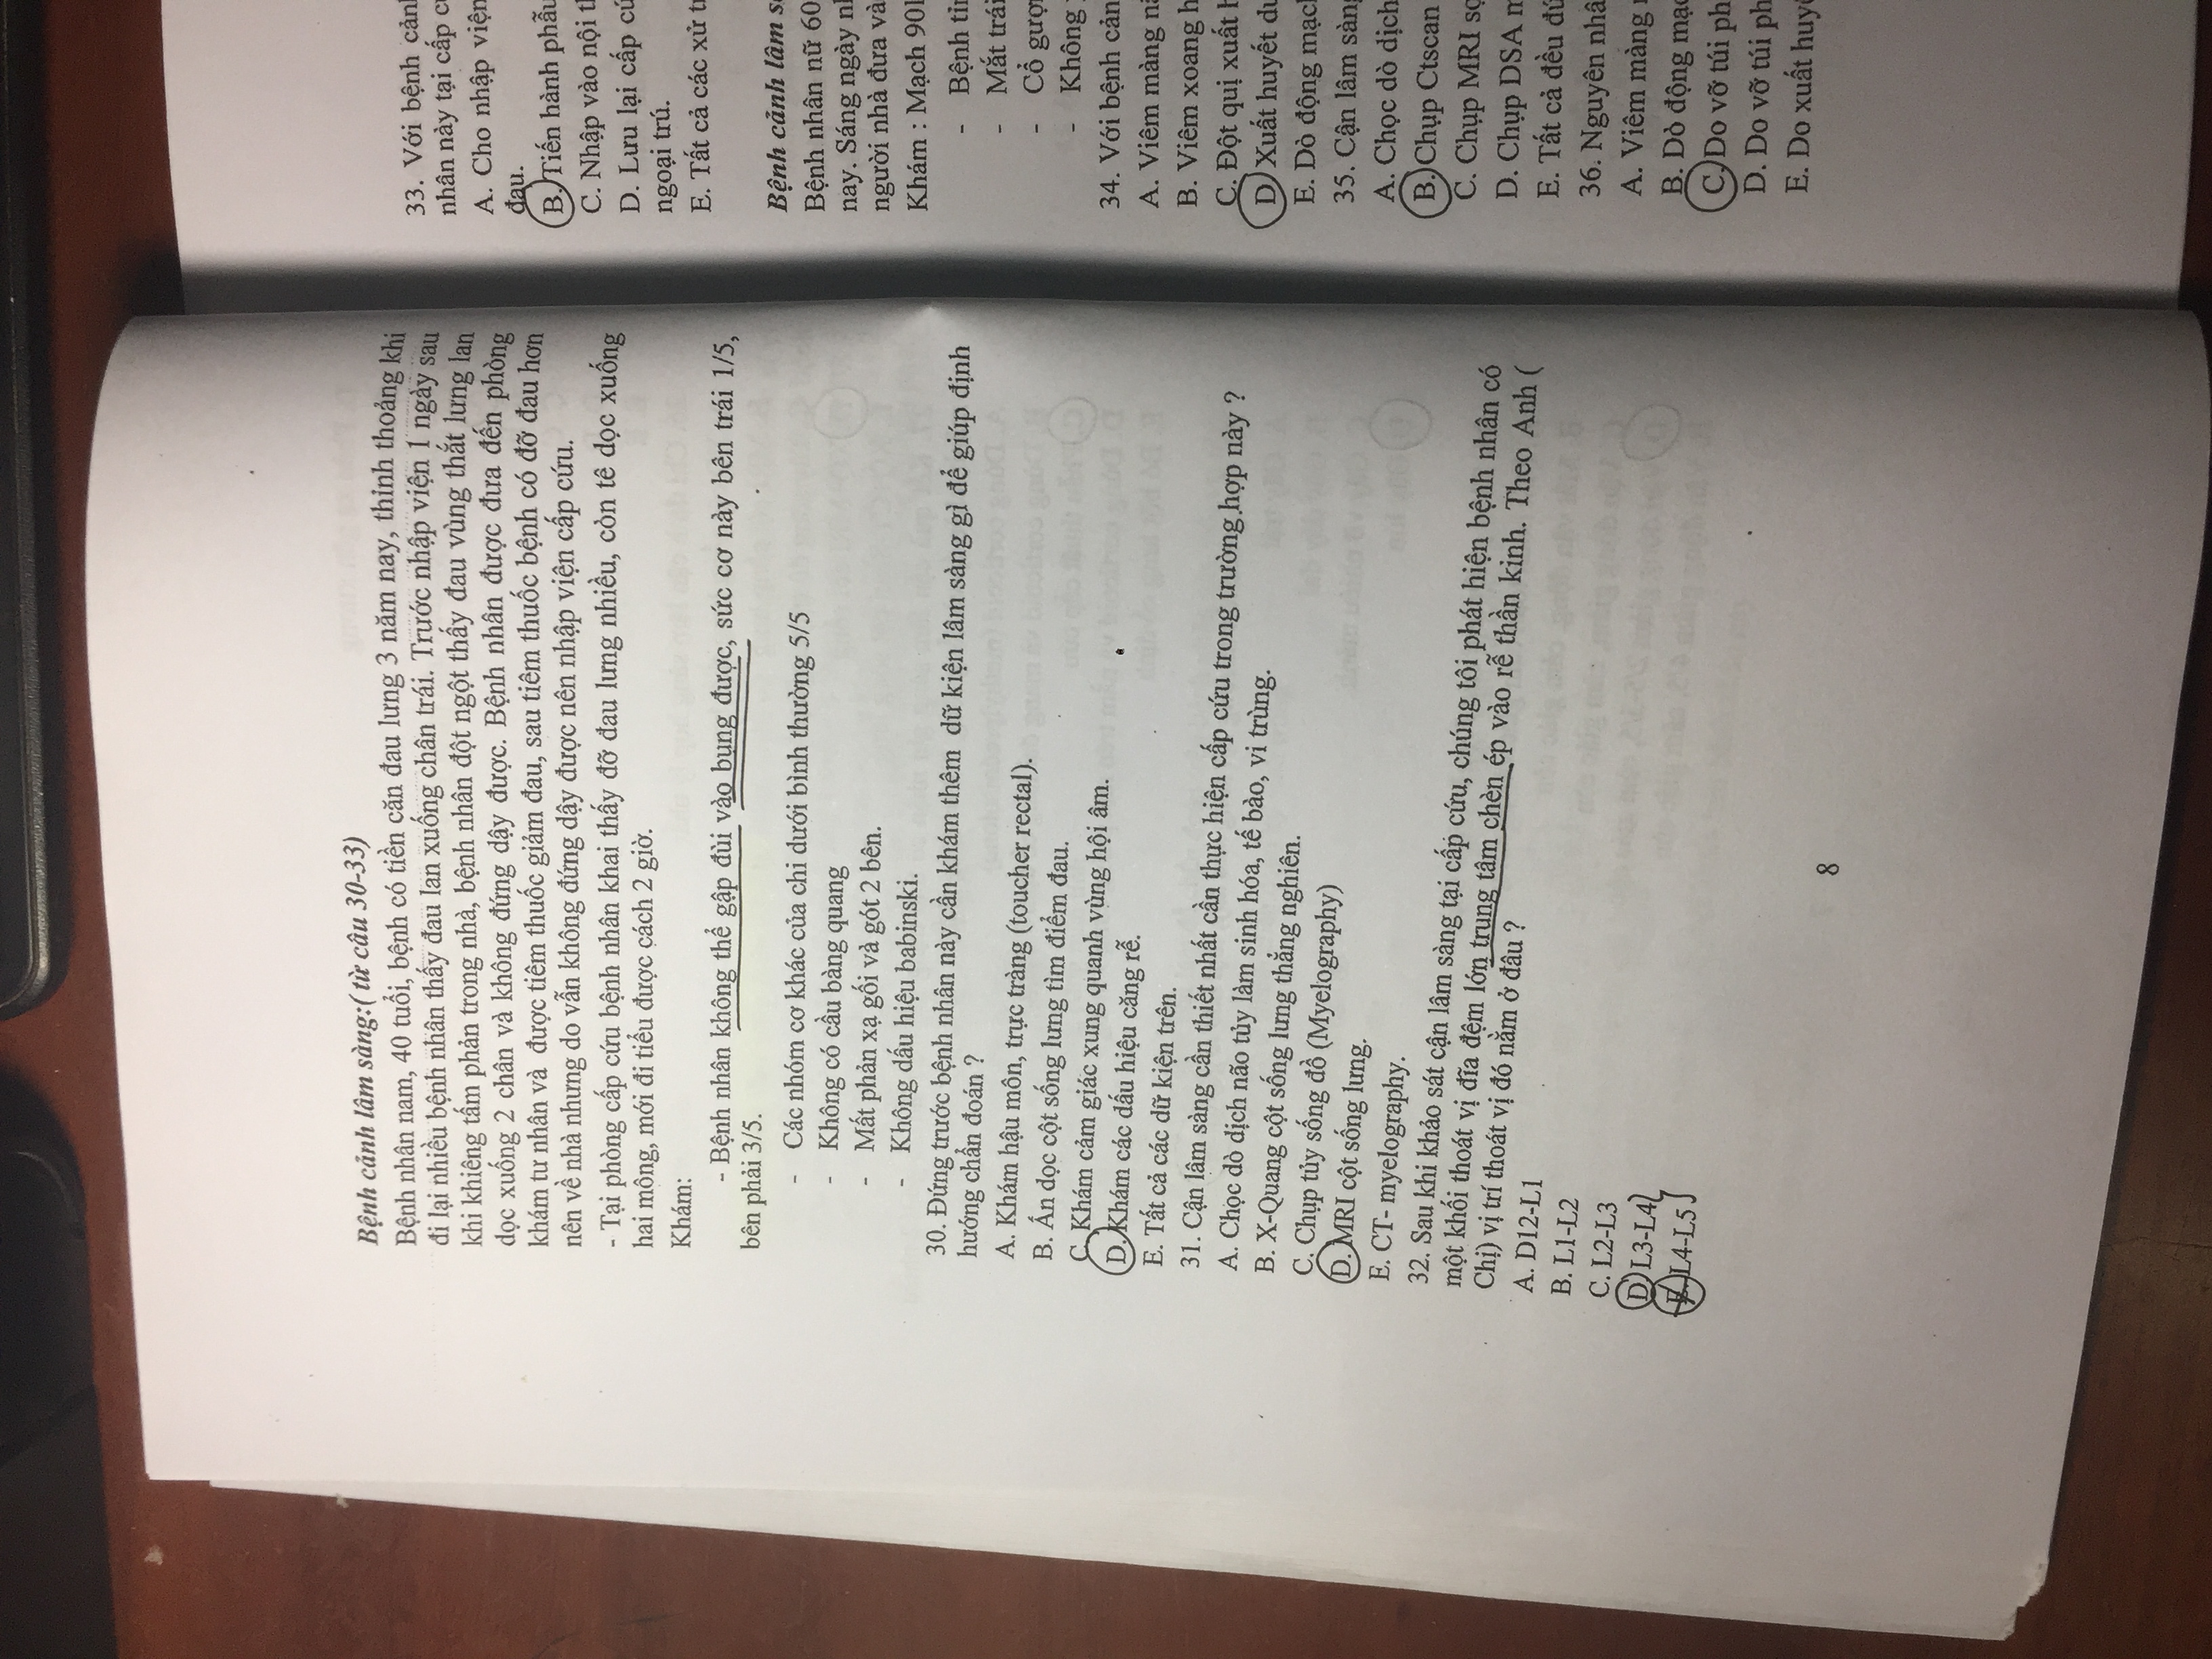 Bệnh cảnh lâm sàng:( từ câu 30-33)
Bệnh nhân nam, 40 tuổi, bệnh có tiền căn đau lưng 3 năm nay, thỉnh thoảng khi
đi lại nhiều bệnh nhân thấy đau lan xuống chân trái. Trước nhập viện 1 ngày sau
khi khiêng tấm phản trong nhà, bệnh nhân đột ngột thấy đau vùng thắt lưng lan
dọc xuống 2 chân và không đứng dậy được. Bệnh nhân được đưa đến phòng
khám tư nhân và được tiêm thuốc giảm đau, sau tiêm thuốc bệnh có đỡ đau hơn
nên về nhà nhưng do vẫn không đứng dậy được nên nhập viện cấp cứu.
- Tại phòng cấp cứu bệnh nhân khai thấy đỡ đau lưng nhiều, còn tê dọc xuống
hai mông, mới đi tiểu được cách 2 giờ.
Khám:
- Bệnh nhân không thể gập đùi vào bụng được, sức cơ này bên trái 1/5,
bên phải 3/5.
- Các nhóm cơ khác của chi dưới bình thường 5/5
- Không có cầu bàng quang
- Mất phản xạ gối và gót 2 bên.
- Không dấu hiệu babinski.
30. Đứng trước bệnh nhân này cần khám thêm dữ kiện lâm sàng gì để giúp định
hướng chẩn đoán ?
A. Khám hậu môn, trực tràng (toucher rectal).
B. Ấn dọc cột sống lưng tìm điểm đau.
C. Khám cảm giác xung quanh vùng hội âm.
D. Khám các dấu hiệu căng rễ.
E. Tất cả các dữ kiện trên.
31. Cận lâm sàng cần thiết nhất cần thực hiện cấp cứu trong trường hợp này ?
A. Chọc dò dịch não tủy làm sinh hóa, tế bào, vi trùng.
B. X-Quang cột sống lưng thẳng nghiên.
C. Chụp tủy sống đồ (Myelography)
D. MRI cột sống lưng.
E. CT- myelography.
32. Sau khi khảo sát cận lâm sàng tại cấp cứu, chúng tôi phát hiện bệnh nhân có
một khối thoát vị đĩa đệm lớn trung tâm chèn ép vào rễ thần kinh. Theo Anh (
Chị) vị trí thoát vị đó nằm ở đâu ?
A. D12-L1
B. L1-L2
C. L2-L3
D. L3-L4
E. L4-L5
8
33. Với bệnh
nhân này tại cấp
A. Cho nhập viện
đau.
B. Tiến hành
C. Nhập vào nội
D. Lưu lại cấp
ngoại trú.
E. Tất cả các xử
Bệnh cảnh lâm
Bệnh nhân nữ 60
nay. Sáng ngày
người nhà đưa
Khám : Mạch
- Bệnh
- Mắt
- Cổ
- Không
34. Với bệnh
A. Viêm màng
B. Viêm xoang
C. Đột quị xuất
D. Xuất huyết
E. Dò động
35. Cận lâm
A. Chọc dò dịch
B. Chụp Ctscan
C. Chụp MRI
D. Chụp DSA
E. Tất cả đều
36. Nguyên
A. Viêm màng
B. Dò động
C. Do vỡ túi
D. Do vỡ túi
E. Do xuất